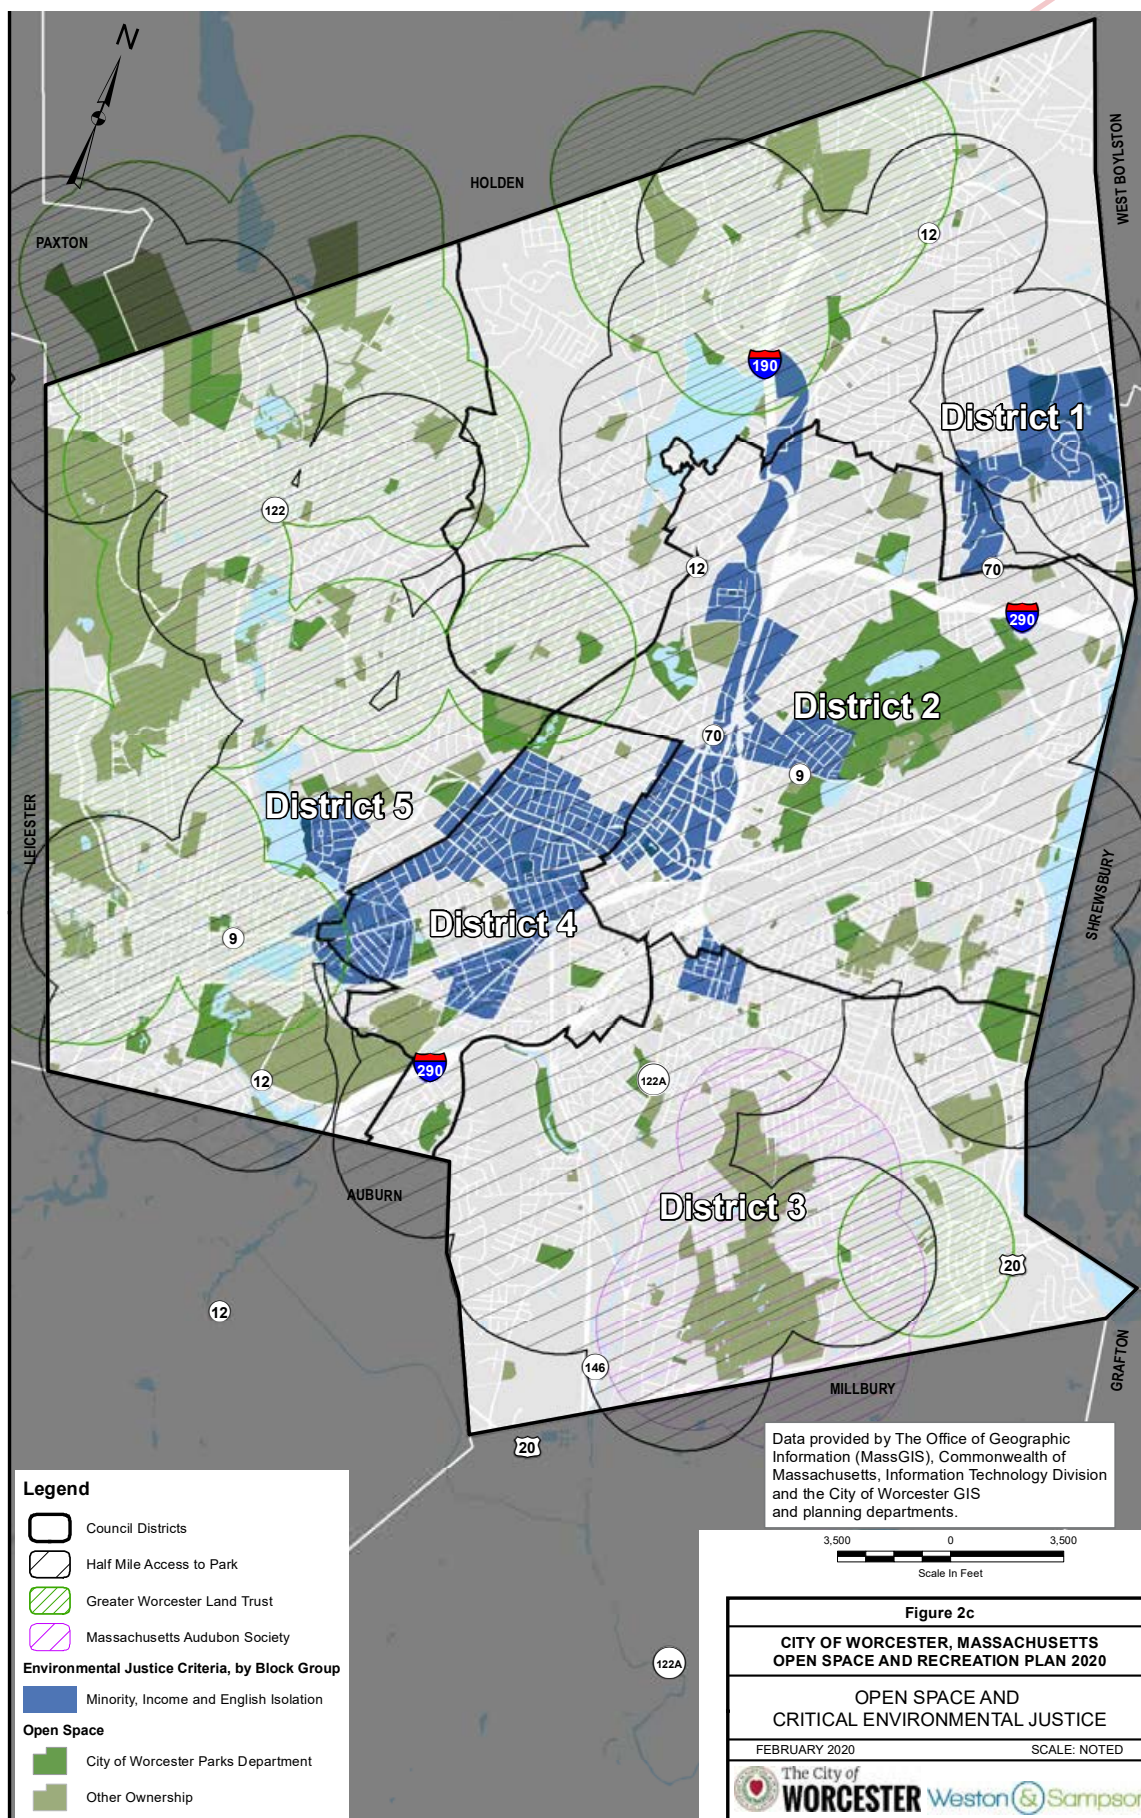 N
HOLDEN
WEST BOYLSTON
PAXTON
12
190
District 1
122
12
70
290
District 2
70
9
District 5
LEICESTER
SHREWSBURY
District 4
9
290
12
122A
AUBURN
District 3
20
12
146
MILLBURY
GRAFTON
20
122A
Data provided by The Office of Geographic
Information (MassGIS), Commonwealth of
Massachusetts, Information Technology Division
and the City of Worcester GIS
and planning departments.
3,500 0 3,500
Scale In Feet
Legend
Council Districts
Half Mile Access to Park
Greater Worcester Land Trust
Massachusetts Audubon Society
Environmental Justice Criteria, by Block Group
Minority, Income and English Isolation
Open Space
City of Worcester Parks Department
Other Ownership
Figure 2c
CITY OF WORCESTER, MASSACHUSETTS
OPEN SPACE AND RECREATION PLAN 2020
OPEN SPACE AND
CRITICAL ENVIRONMENTAL JUSTICE
FEBRUARY 2020 SCALE: NOTED
The City of
WORCESTER
Weston & Sampson